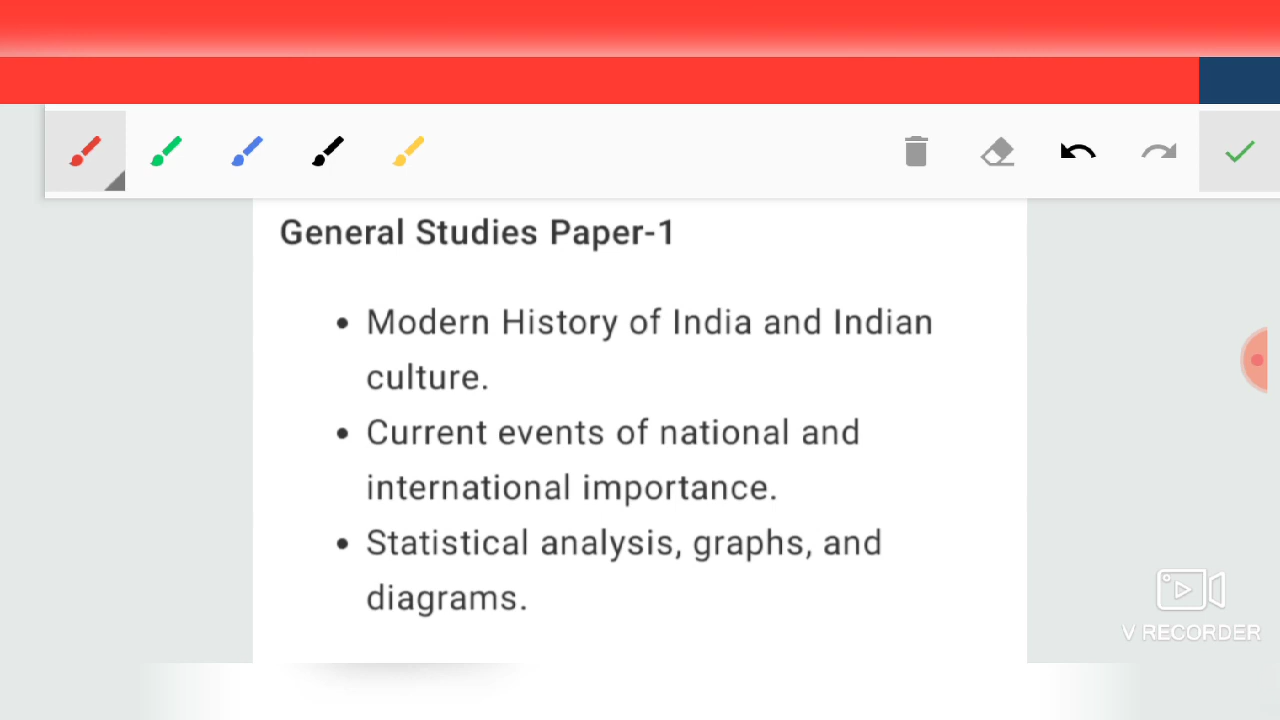 General Studies Paper-1
• Modern History of India and Indian
culture.
• Current events of national and
international importance.
• Statistical analysis, graphs, and
diagrams.
V RECORDER